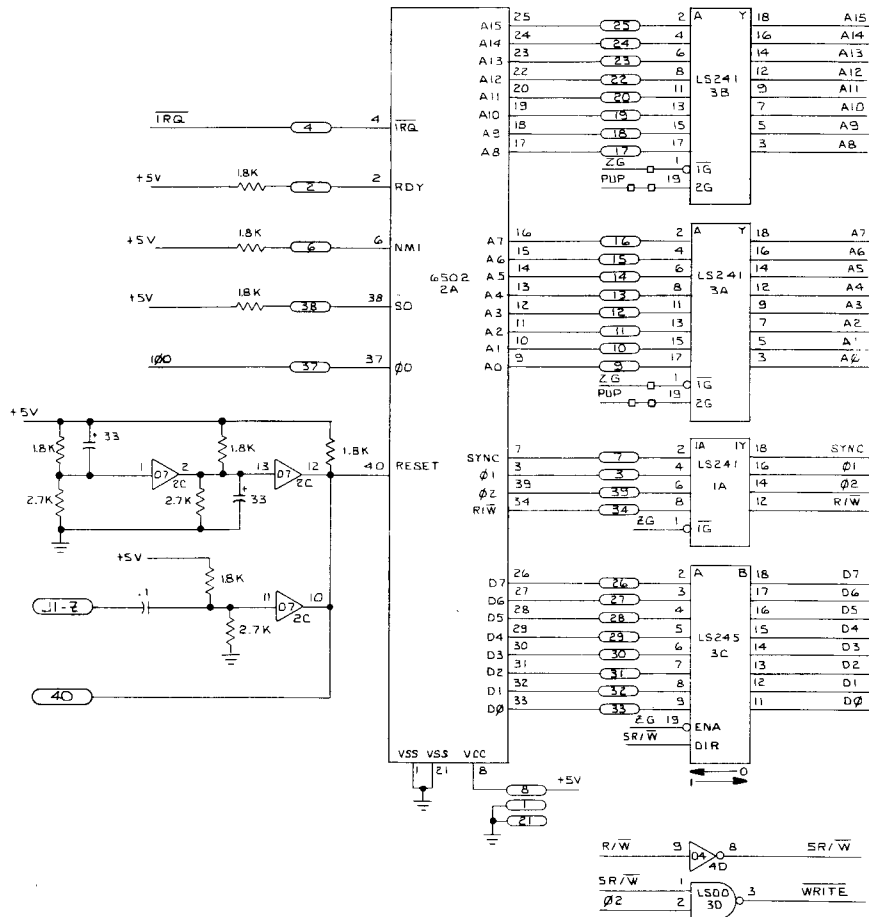 25 2 18 A15
A15 25 A Y
24 4 16 A14
A14 24
23 6 14 A13
A13 23 LS241
22 8 12 A12
A12 22 3B
20 11 9 A11
A11 20
19 13 7 A10
A10 19
18 15 5 A9
A9 18
17 17 3 A8
A8 17
2G 1 1G
PUP 19 2G
IRQ 4 4 IRQ
+5V 1.8K 2 2 RDY
+5V 1.8K 6 6 NMI
+5V 1.8K 38 38 SO
1Ø0 37 37 Ø0
6502
2A
16 2 18 A7
A7 16 A Y
15 4 16 A6
A6 15
14 6 14 A5
A5 14 LS241
13 8 12 A4
A4 13 3A
12 11 9 A3
A3 12
11 13 7 A2
A2 11
10 15 5 A1
A1 10
9 17 3
A0 9
2G 1 1G
PUP 19 2G
+5V
1.8K + 33 1.8K 1.8K
1 07 2 13 07 12 40 RESET
2C 2C
2.7K 2.7K + 33
7 2 18 SYNC
SYNC 7 1A 1Y
3 4 16 Ø1
Ø1 3 LS241
39 6 14 Ø2
Ø2 39 1A
34 8 12 R/W
R/W 34
2G 1 1G
+5V
1.8K
J1-Z .1 11 07 10
2C
2.7K
40
26 2 18 D7
D7 26 A B
27 3 17 D6
D6 27
28 4 16 D5
D5 28
29 5 15 D4
D4 29 LS245
30 6 14 D3
D3 30 3C
31 7 13 D2
D2 31
32 8 12 D1
D1 32
33 9 11 DØ
DØ 33
2G 19 ENA
SR/W DIR
0
1
VSS VSS VCC
1 21 8
8 +5V
1
21
R/W 9 04 8 SR/W
4D
SR/W 1 LS00 3 WRITE
Ø2 2 3D